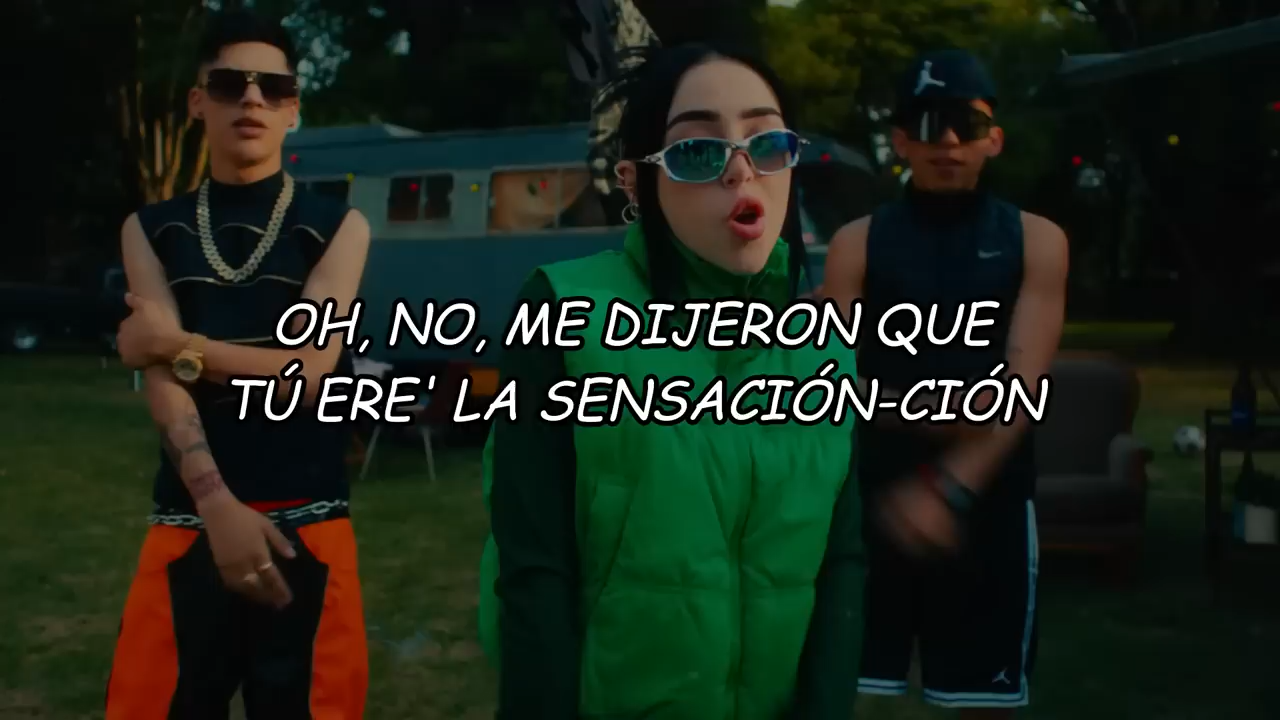 OH, NO, ME DIJERON QUE
TÚ ERE' LA SENSACIÓN-CIÓN